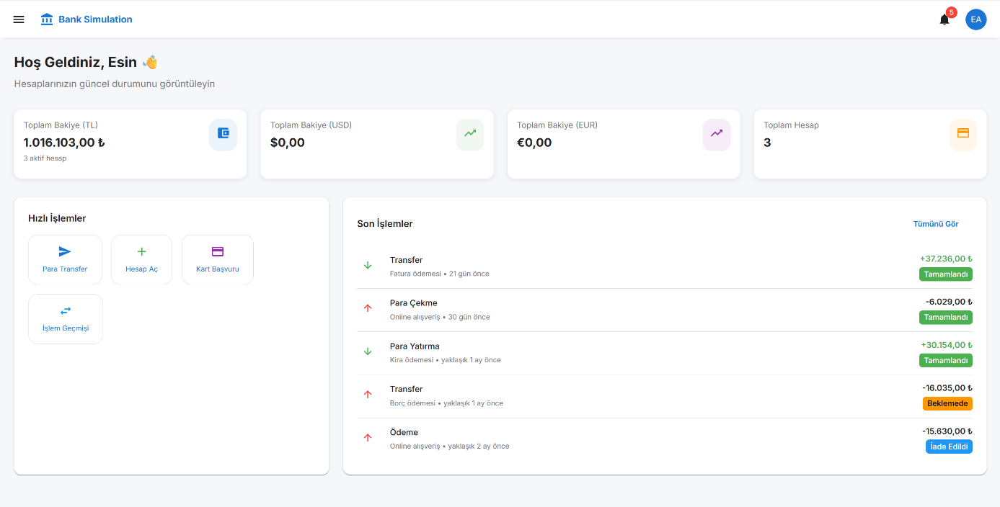 Bank Simulation
5
EA
Hoş Geldiniz, Esin 👋
Hesaplarınızın güncel durumunu görüntüleyin
Toplam Bakiye (TL)
1.016.103,00 ₺
3 aktif hesap
Toplam Bakiye (USD)
$0,00
Toplam Bakiye (EUR)
€0,00
Toplam Hesap
3
Hızlı İşlemler
Para Transfer
Hesap Aç
Kart Başvuru
İşlem Geçmişi
Son İşlemler
Tümünü Gör
Transfer
+37.236,00 ₺
Fatura ödemesi • 21 gün önce
Tamamlandı
Para Çekme
-6.029,00 ₺
Online alışveriş • 30 gün önce
Tamamlandı
Para Yatırma
+30.154,00 ₺
Kira ödemesi • yaklaşık 1 ay önce
Tamamlandı
Transfer
-16.035,00 ₺
Borç ödemesi • yaklaşık 1 ay önce
Beklemede
Ödeme
-15.630,00 ₺
Online alışveriş • yaklaşık 2 ay önce
İade Edildi